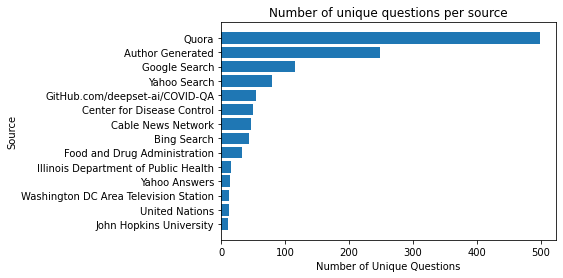 Number of unique questions per source
Source
Quora
Author Generated
Google Search
Yahoo Search
GitHub.com/deepset-ai/COVID-QA
Center for Disease Control
Cable News Network
Bing Search
Food and Drug Administration
Illinois Department of Public Health
Yahoo Answers
Washington DC Area Television Station
United Nations
John Hopkins University
0 100 200 300 400 500
Number of Unique Questions